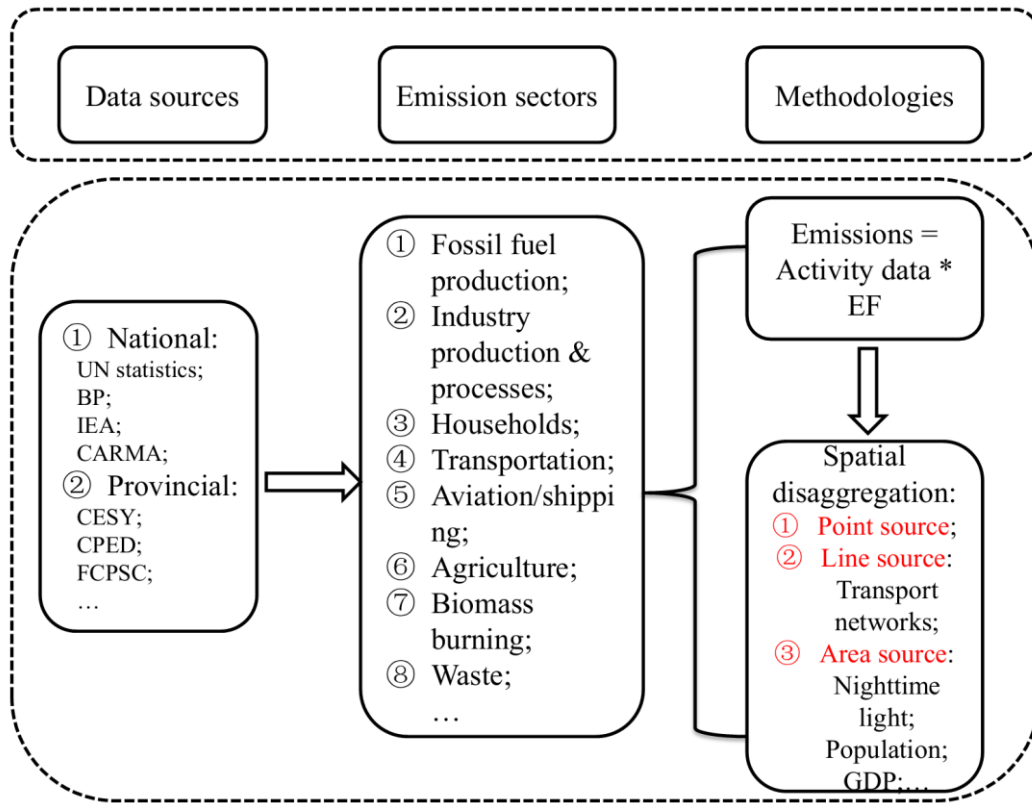 Data sources
Emission sectors
Methodologies
① National:
UN statistics;
BP;
IEA;
CARMA;
② Provincial:
CESY;
CPED;
FCPSC;
…
① Fossil fuel
production;
② Industry
production &
processes;
③ Households;
④ Transportation;
⑤ Aviation/shippi
ng;
⑥ Agriculture;
⑦ Biomass
burning;
⑧ Waste;
…
Emissions =
Activity data *
EF
Spatial
disaggregation:
① Point source;
② Line source:
Transport
networks;
③ Area source:
Nighttime
light;
Population;
GDP;…